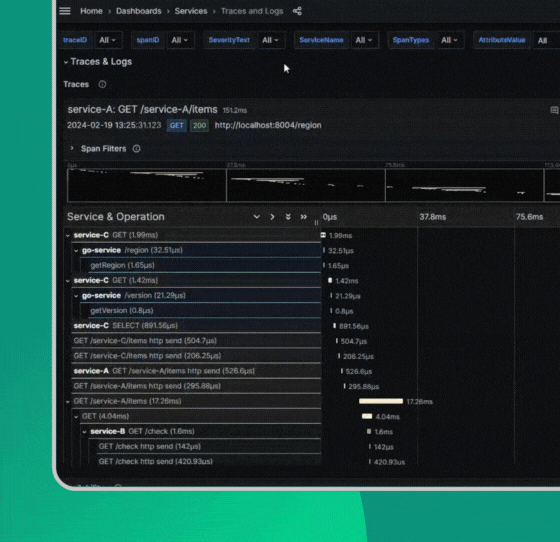 Home > Dashboards > Services > Traces and Logs
traceID All spanID All SeverityText All ServiceName All SpanTypes All AttributeValue All
Traces & Logs
Traces
service-A: GET /service-A/items 151.2ms
2024-02-19 13:25:31.123 GET 200 http://localhost:8004/region
Span Filters
0µs 37.8ms 75.6ms
Service & Operation 0µs 37.8ms 75.6ms
service-C GET (1.99ms) 1.99ms
go-service /region (32.51µs) 32.51µs
getRegion (1.65µs) 1.65µs
service-C GET (1.42ms) 1.42ms
go-service /version (21.29µs) 21.29µs
getVersion (0.8µs) 0.8µs
service-C SELECT (891.56µs) 891.56µs
GET /service-C/items http send (504.7µs) 504.7µs
GET /service-C/items http send (206.25µs) 206.25µs
service-A GET /service-A/items http send (526.6µs) 526.6µs
GET /service-A/items http send (295.88µs) 295.88µs
GET /service-A/items (17.26ms) 17.26ms
GET (4.04ms) 4.04ms
service-B GET /check (1.6ms) 1.6ms
GET /check http send (142µs) 142µs
GET /check http send (420.93µs) 420.93µs